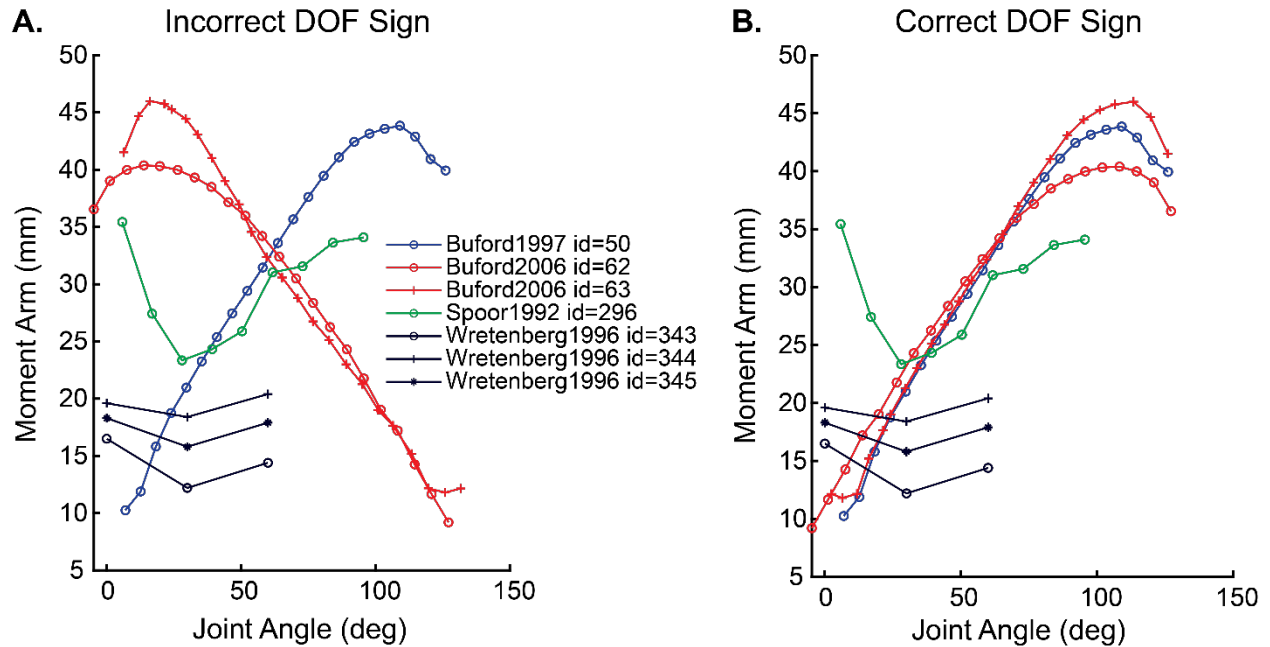 A.
Incorrect DOF Sign
50
45
40
35
30
25
20
15
10
5
Moment Arm (mm)
0
50
100
150
Joint Angle (deg)
Buford1997 id=50
Buford2006 id=62
Buford2006 id=63
Spoor1992 id=296
Wretenberg1996 id=343
Wretenberg1996 id=344
Wretenberg1996 id=345
B.
Correct DOF Sign
50
45
40
35
30
25
20
15
10
5
Moment Arm (mm)
0
50
100
150
Joint Angle (deg)